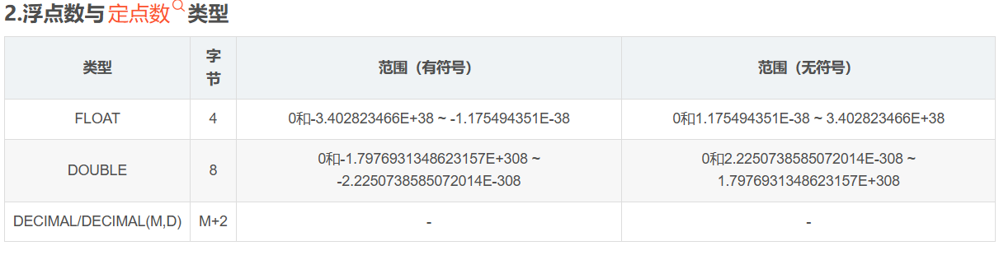 2.浮点数与定点数类型
类型
字
节
范围（有符号）
范围（无符号）
FLOAT
4
0和-3.402823466E+38 ~ -1.175494351E-38
0和1.175494351E-38 ~ 3.402823466E+38
DOUBLE
8
0和-1.7976931348623157E+308 ~
-2.2250738585072014E-308
0和2.2250738585072014E-308 ~
1.7976931348623157E+308
DECIMAL/DECIMAL(M,D)
M+2
-
-